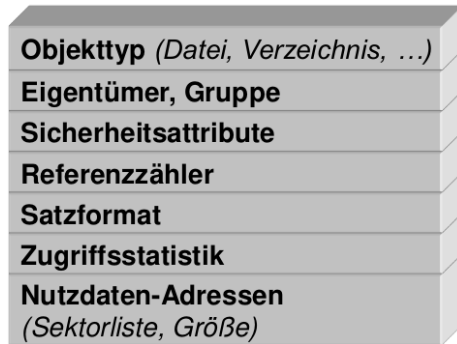 Objekttyp (Datei, Verzeichnis, …)
Eigentümer, Gruppe
Sicherheitsattribute
Referenzzähler
Satzformat
Zugriffsstatistik
Nutzdaten-Adressen
(Sektorliste, Größe)